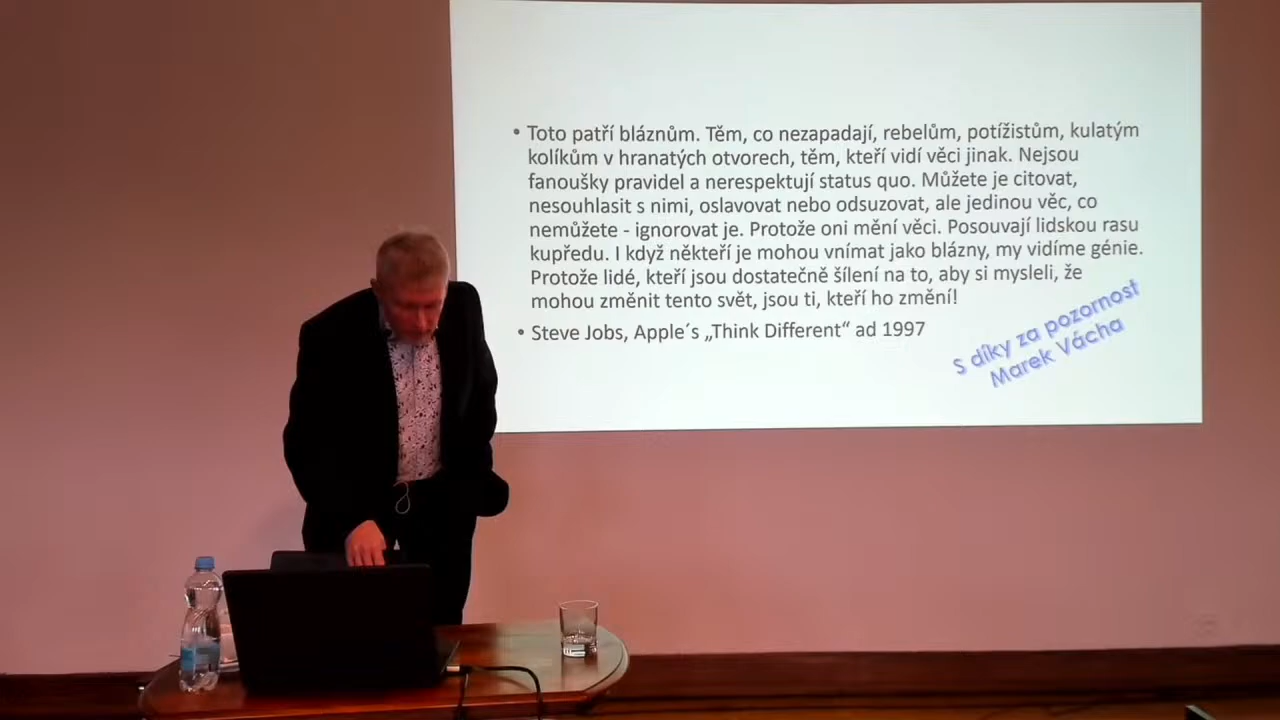 • Toto patří bláznům. Těm, co nezapadají, rebelům, potížistům, kulatým
kolíkům v hranatých otvorech, těm, kteří vidí věci jinak. Nejsou
fanoušky pravidel a nerespektují status quo. Můžete je citovat,
nesouhlasit s nimi, oslavovat nebo odsuzovat, ale jedinou věc, co
nemůžete - ignorovat je. Protože oni mění věci. Posouvají lidskou rasu
kupředu. I když někteří je mohou vnímat jako blázny, my vidíme génie.
Protože lidé, kteří jsou dostatečně šílení na to, aby si mysleli, že
mohou změnit tento svět, jsou ti, kteří ho změní!
• Steve Jobs, Apple´s „Think Different“ ad 1997
S díky za pozornost
Marek Vácha